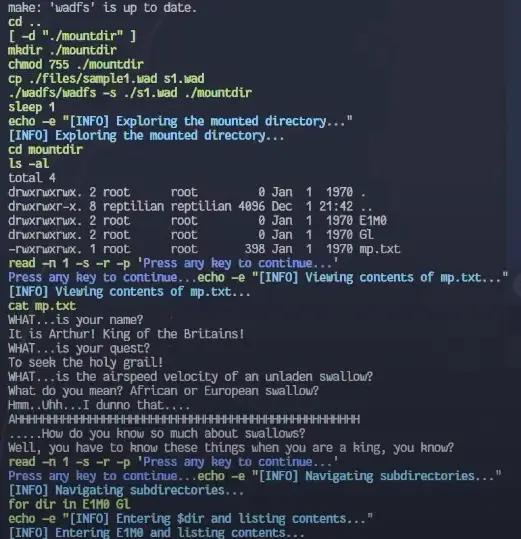 make: 'wadfs' is up to date.
cd ..
[ -d "./mountdir" ]
mkdir ./mountdir
chmod 755 ./mountdir
cp ./files/sample1.wad s1.wad
./wadfs/wadfs -s ./s1.wad ./mountdir
sleep 1
echo -e "[INFO] Exploring the mounted directory..."
[INFO] Exploring the mounted directory...
cd mountdir
ls -al
total 4
drwxrwxrwx. 2 root      root         0 Jan  1  1970 .
drwxrwxr-x. 8 reptilian reptilian 4096 Dec  1 21:42 ..
drwxrwxrwx. 2 root      root         0 Jan  1  1970 E1M0
drwxrwxrwx. 2 root      root         0 Jan  1  1970 Gl
-rwxrwxrwx. 1 root      root       398 Jan  1  1970 mp.txt
read -n 1 -s -r -p 'Press any key to continue...'
Press any key to continue...echo -e "[INFO] Viewing contents of mp.txt..."
[INFO] Viewing contents of mp.txt...
cat mp.txt
WHAT...is your name?
It is Arthur! King of the Britains!
WHAT...is your quest?
To seek the holy grail!
WHAT...is the airspeed velocity of an unladen swallow?
What do you mean? African or European swallow?
Hmm..Uhh...I dunno that....
AHHHHHHHHHHHHHHHHHHHHHHHHHHHHHHHHHHHHHHHHHHHHHHH
.....How do you know so much about swallows?
Well, you have to know these things when you are a king, you know?
read -n 1 -s -r -p 'Press any key to continue...'
Press any key to continue...echo -e "[INFO] Navigating subdirectories..."
[INFO] Navigating subdirectories...
for dir in E1M0 Gl
echo -e "[INFO] Entering $dir and listing contents..."
[INFO] Entering E1M0 and listing contents...